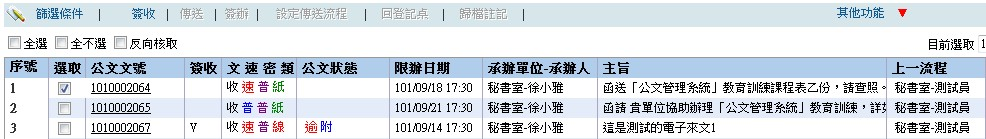 篩選條件 | 簽收 | 傳送 | 簽辦 | 設定傳送流程 | 回登記桌 | 歸檔註記 | 其他功能 ▼
全選 全不選 反向核取 目前選取 1
序號 選取 公文文號 簽收 文 速 密 類 公文狀態 限辦日期 承辦單位-承辦人 主旨 上一流程
1 1010002064 收 速 普 紙 101/09/18 17:30 秘書室-徐小雅 函送「公文管理系統」教育訓練課程表乙份，請查照。 秘書室-測試員
2 1010002065 收 普 普 紙 101/09/21 17:30 秘書室-徐小雅 函請 貴單位協助辦理「公文管理系統」教育訓練，詳如 秘書室-測試員
3 1010002067 V 收 速 普 線 逾 附 101/09/14 17:30 秘書室-徐小雅 這是測試的電子來文1 秘書室-測試員